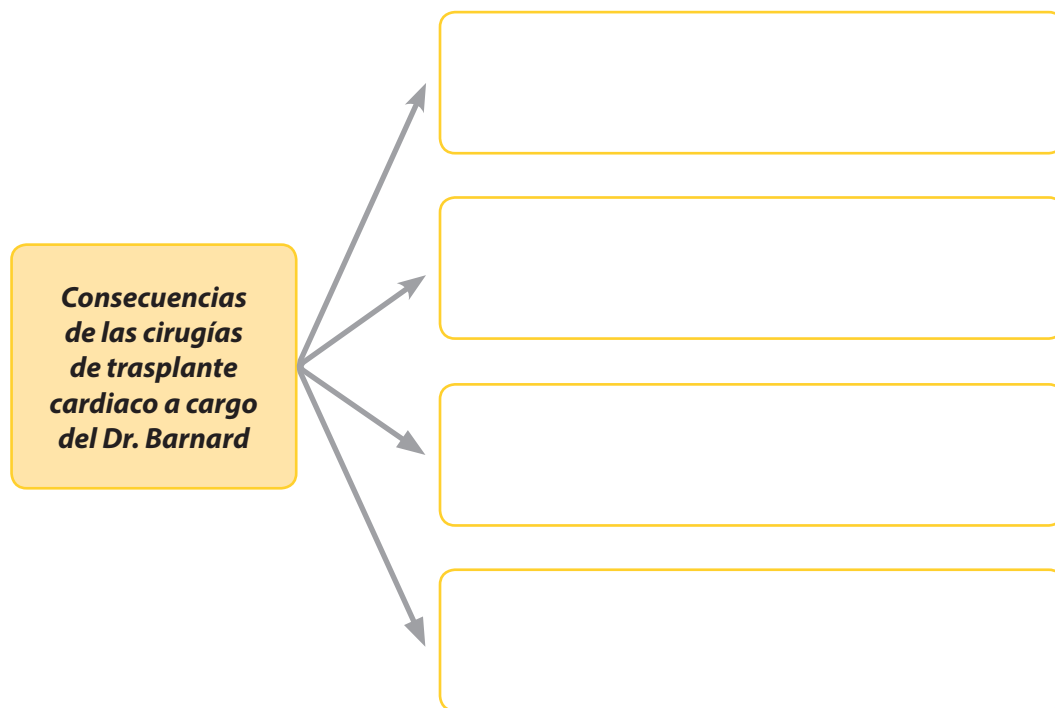 Consecuencias
de las cirugías
de trasplante
cardiaco a cargo
del Dr. Barnard